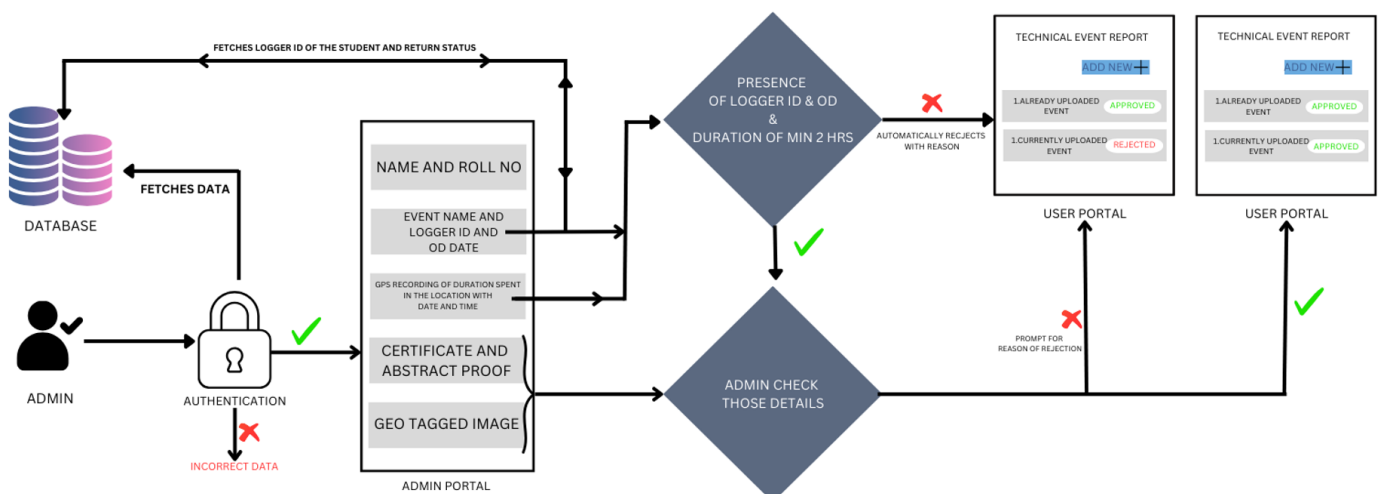 FETCHES LOGGER ID OF THE STUDENT AND RETURN STATUS
DATABASE
FETCHES DATA
ADMIN
AUTHENTICATION
INCORRECT DATA
NAME AND ROLL NO
EVENT NAME AND
LOGGER ID AND
OD DATE
GPS RECORDING OF DURATION SPENT
IN THE LOCATION WITH
DATE AND TIME
CERTIFICATE AND
ABSTRACT PROOF
GEO TAGGED IMAGE
ADMIN PORTAL
PRESENCE
OF LOGGER ID & OD
&
DURATION OF MIN 2 HRS
AUTOMATICALLY RECJECTS
WITH REASON
ADMIN CHECK
THOSE DETAILS
TECHNICAL EVENT REPORT
ADD NEW
1.ALREADY UPLOADED
EVENT
APPROVED
1.CURRENTLY UPLOADED
EVENT
REJECTED
USER PORTAL
PROMPT FOR
REASON OF REJECTION
TECHNICAL EVENT REPORT
ADD NEW
1.ALREADY UPLOADED
EVENT
APPROVED
1.CURRENTLY UPLOADED
EVENT
APPROVED
USER PORTAL